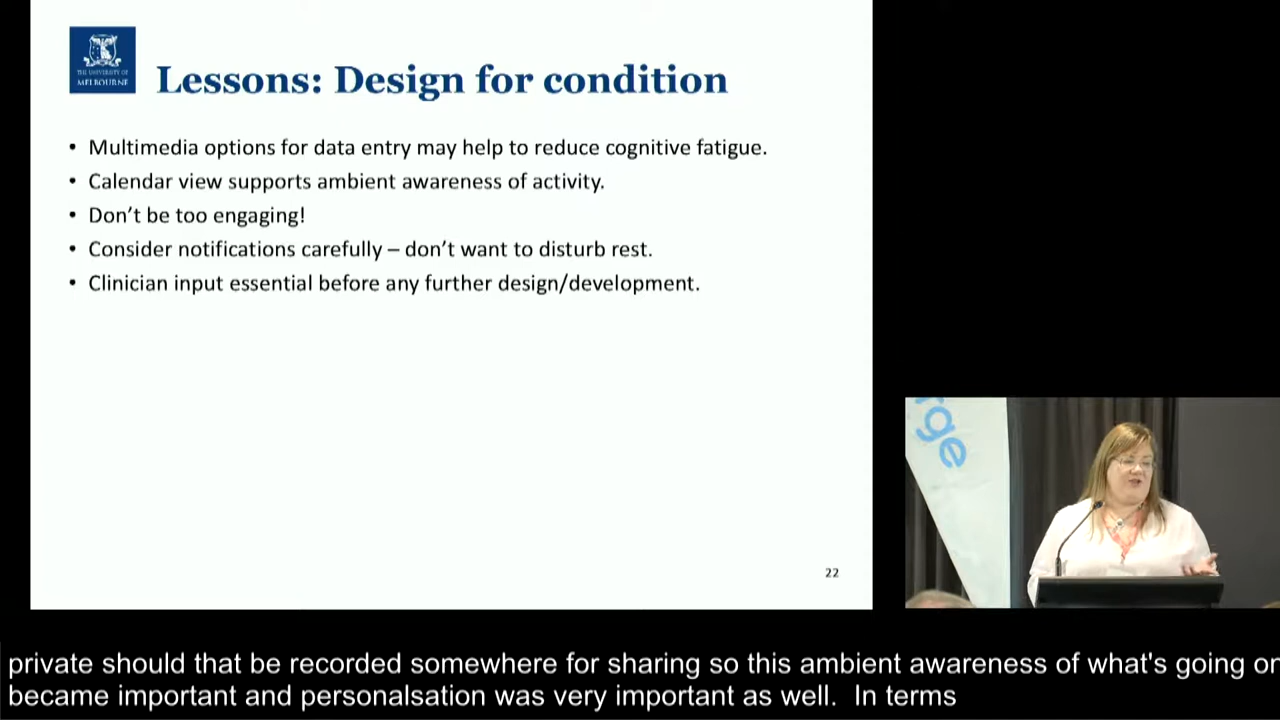 THE UNIVERSITY OF
MELBOURNE
Lessons: Design for condition
• Multimedia options for data entry may help to reduce cognitive fatigue.
• Calendar view supports ambient awareness of activity.
• Don't be too engaging!
• Consider notifications carefully – don't want to disturb rest.
• Clinician input essential before any further design/development.
22
rge
private should that be recorded somewhere for sharing so this ambient awareness of what's going on
became important and personalsation was very important as well.  In terms